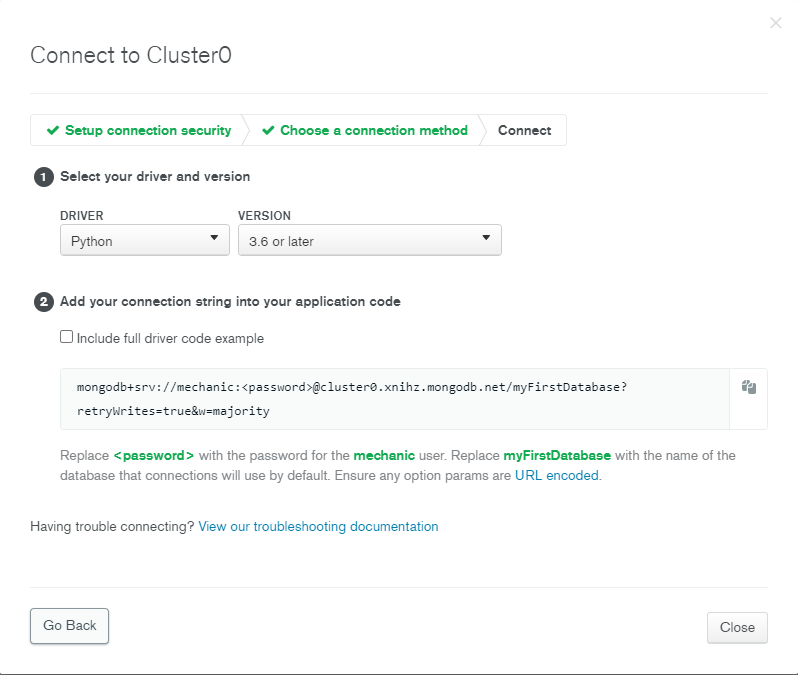 Connect to Cluster0
Setup connection security
Choose a connection method
Connect
1 Select your driver and version
DRIVER
VERSION
Python
3.6 or later
2 Add your connection string into your application code
Include full driver code example
mongodb+srv://mechanic:<password>@cluster0.xnihz.mongodb.net/myFirstDatabase?
retryWrites=true&w=majority
Replace <password> with the password for the mechanic user. Replace myFirstDatabase with the name of the
database that connections will use by default. Ensure any option params are URL encoded.
Having trouble connecting? View our troubleshooting documentation
Go Back
Close